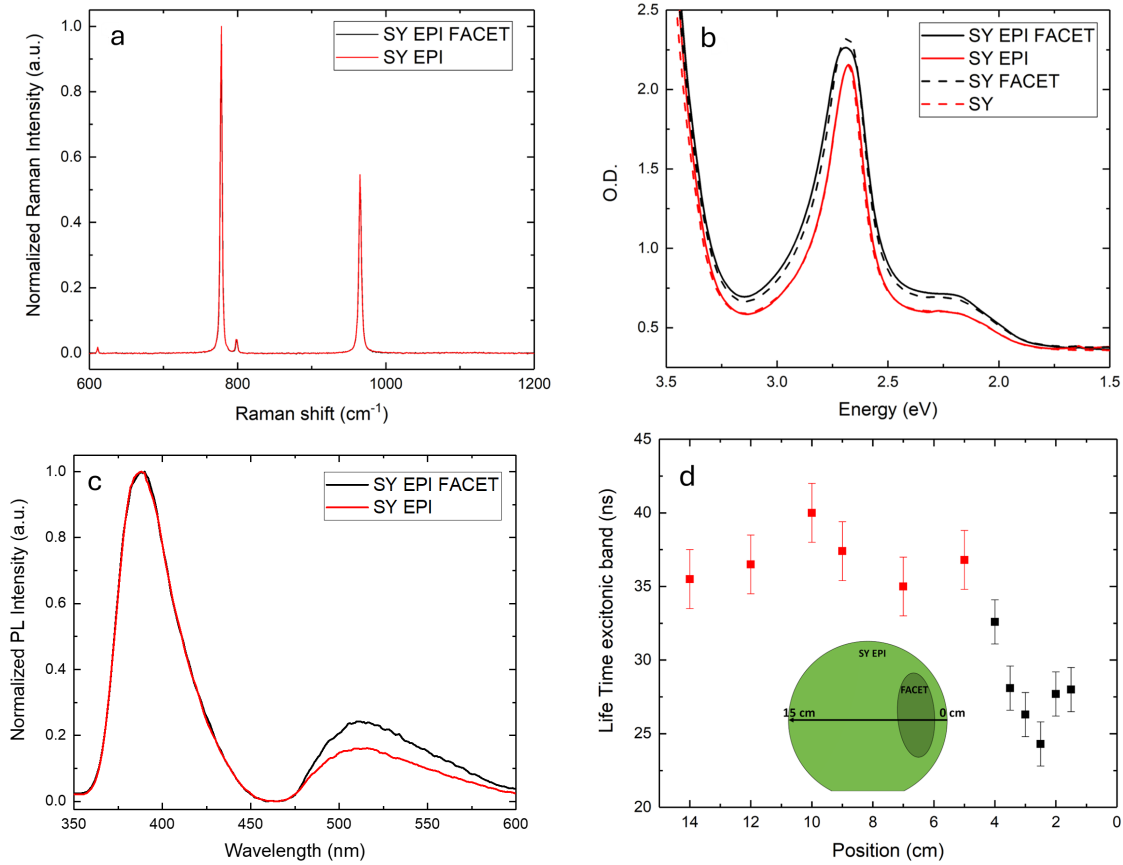 a
SY EPI FACET
SY EPI
Normalized Raman Intensity (a.u.)
1.0
0.8
0.6
0.4
0.2
0.0
600
800
1000
1200
Raman shift (cm-1)
b
SY EPI FACET
SY EPI
SY FACET
SY
O.D.
2.5
2.0
1.5
1.0
0.5
3.5
3.0
2.5
2.0
1.5
Energy (eV)
c
SY EPI FACET
SY EPI
Normalized PL Intensity (a.u.)
1.0
0.8
0.6
0.4
0.2
0.0
350
400
450
500
550
600
Wavelength (nm)
d
Life Time excitonic band (ns)
45
40
35
30
25
20
SY EPI
FACET
15 cm
0 cm
14
12
10
8
6
4
2
0
Position (cm)